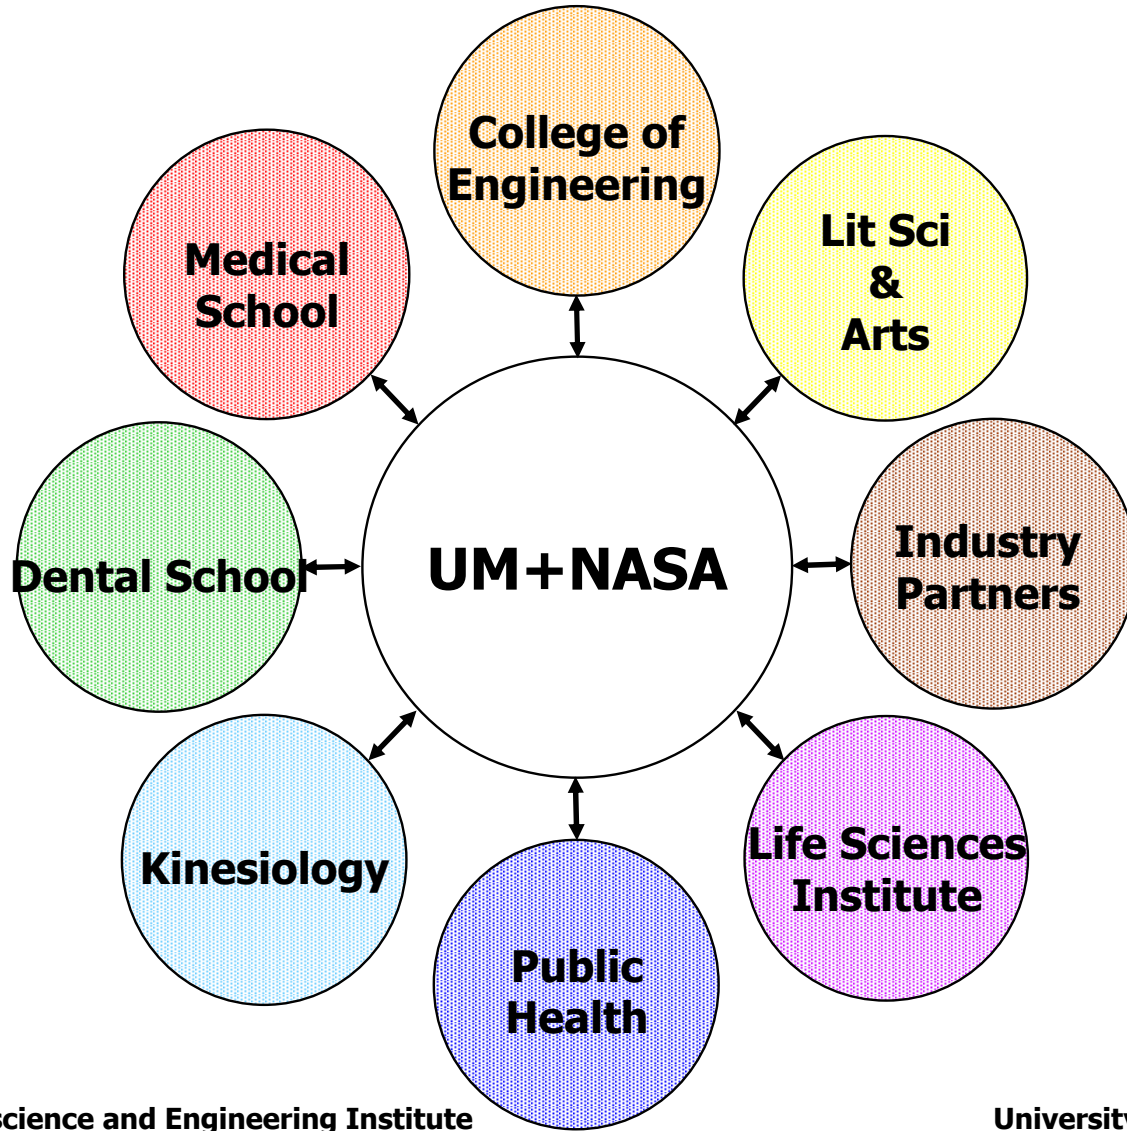 College of
Engineering
Medical
School
Lit Sci
&
Arts
Dental School
UM+NASA
Industry
Partners
Kinesiology
Life Sciences
Institute
Public
Health
science and Engineering Institute
University